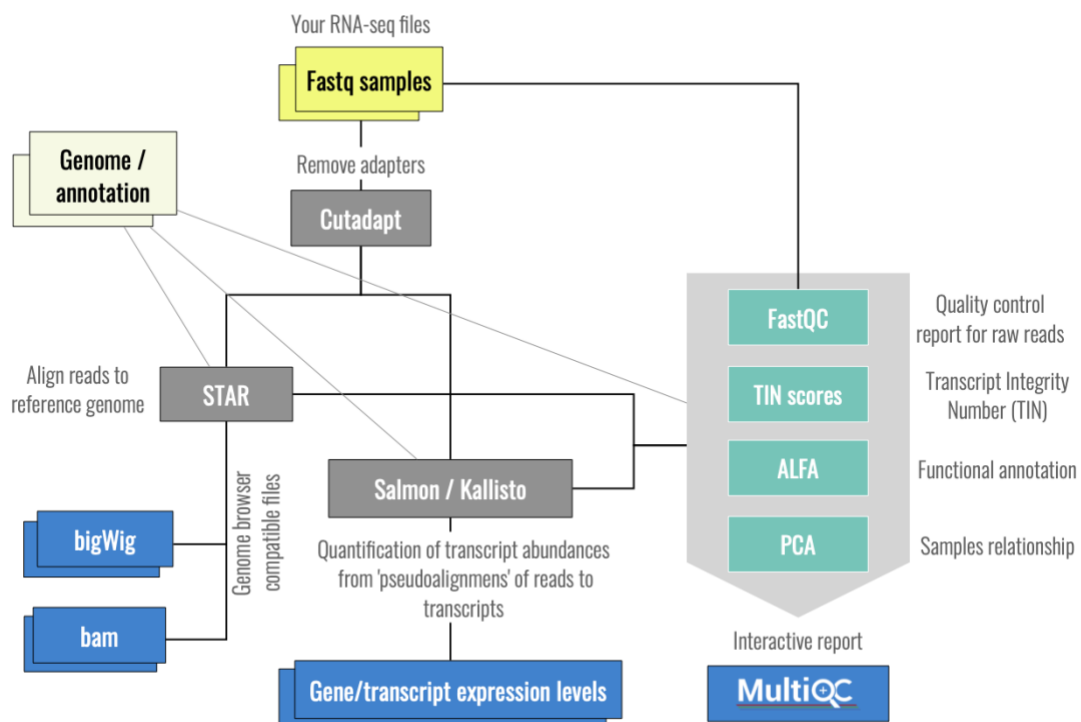 Your RNA-seq files
Fastq samples
Genome /
annotation
Remove adapters
Cutadapt
FastQC
Quality control
report for raw reads
Align reads to
reference genome
STAR
TIN scores
Transcript Integrity
Number (TIN)
ALFA
Functional annotation
Salmon / Kallisto
Genome browser
compatible files
bigWig
Quantification of transcript abundances
from 'pseudoalignmens' of reads to
transcripts
PCA
Samples relationship
bam
Interactive report
Gene/transcript expression levels
MultiQC